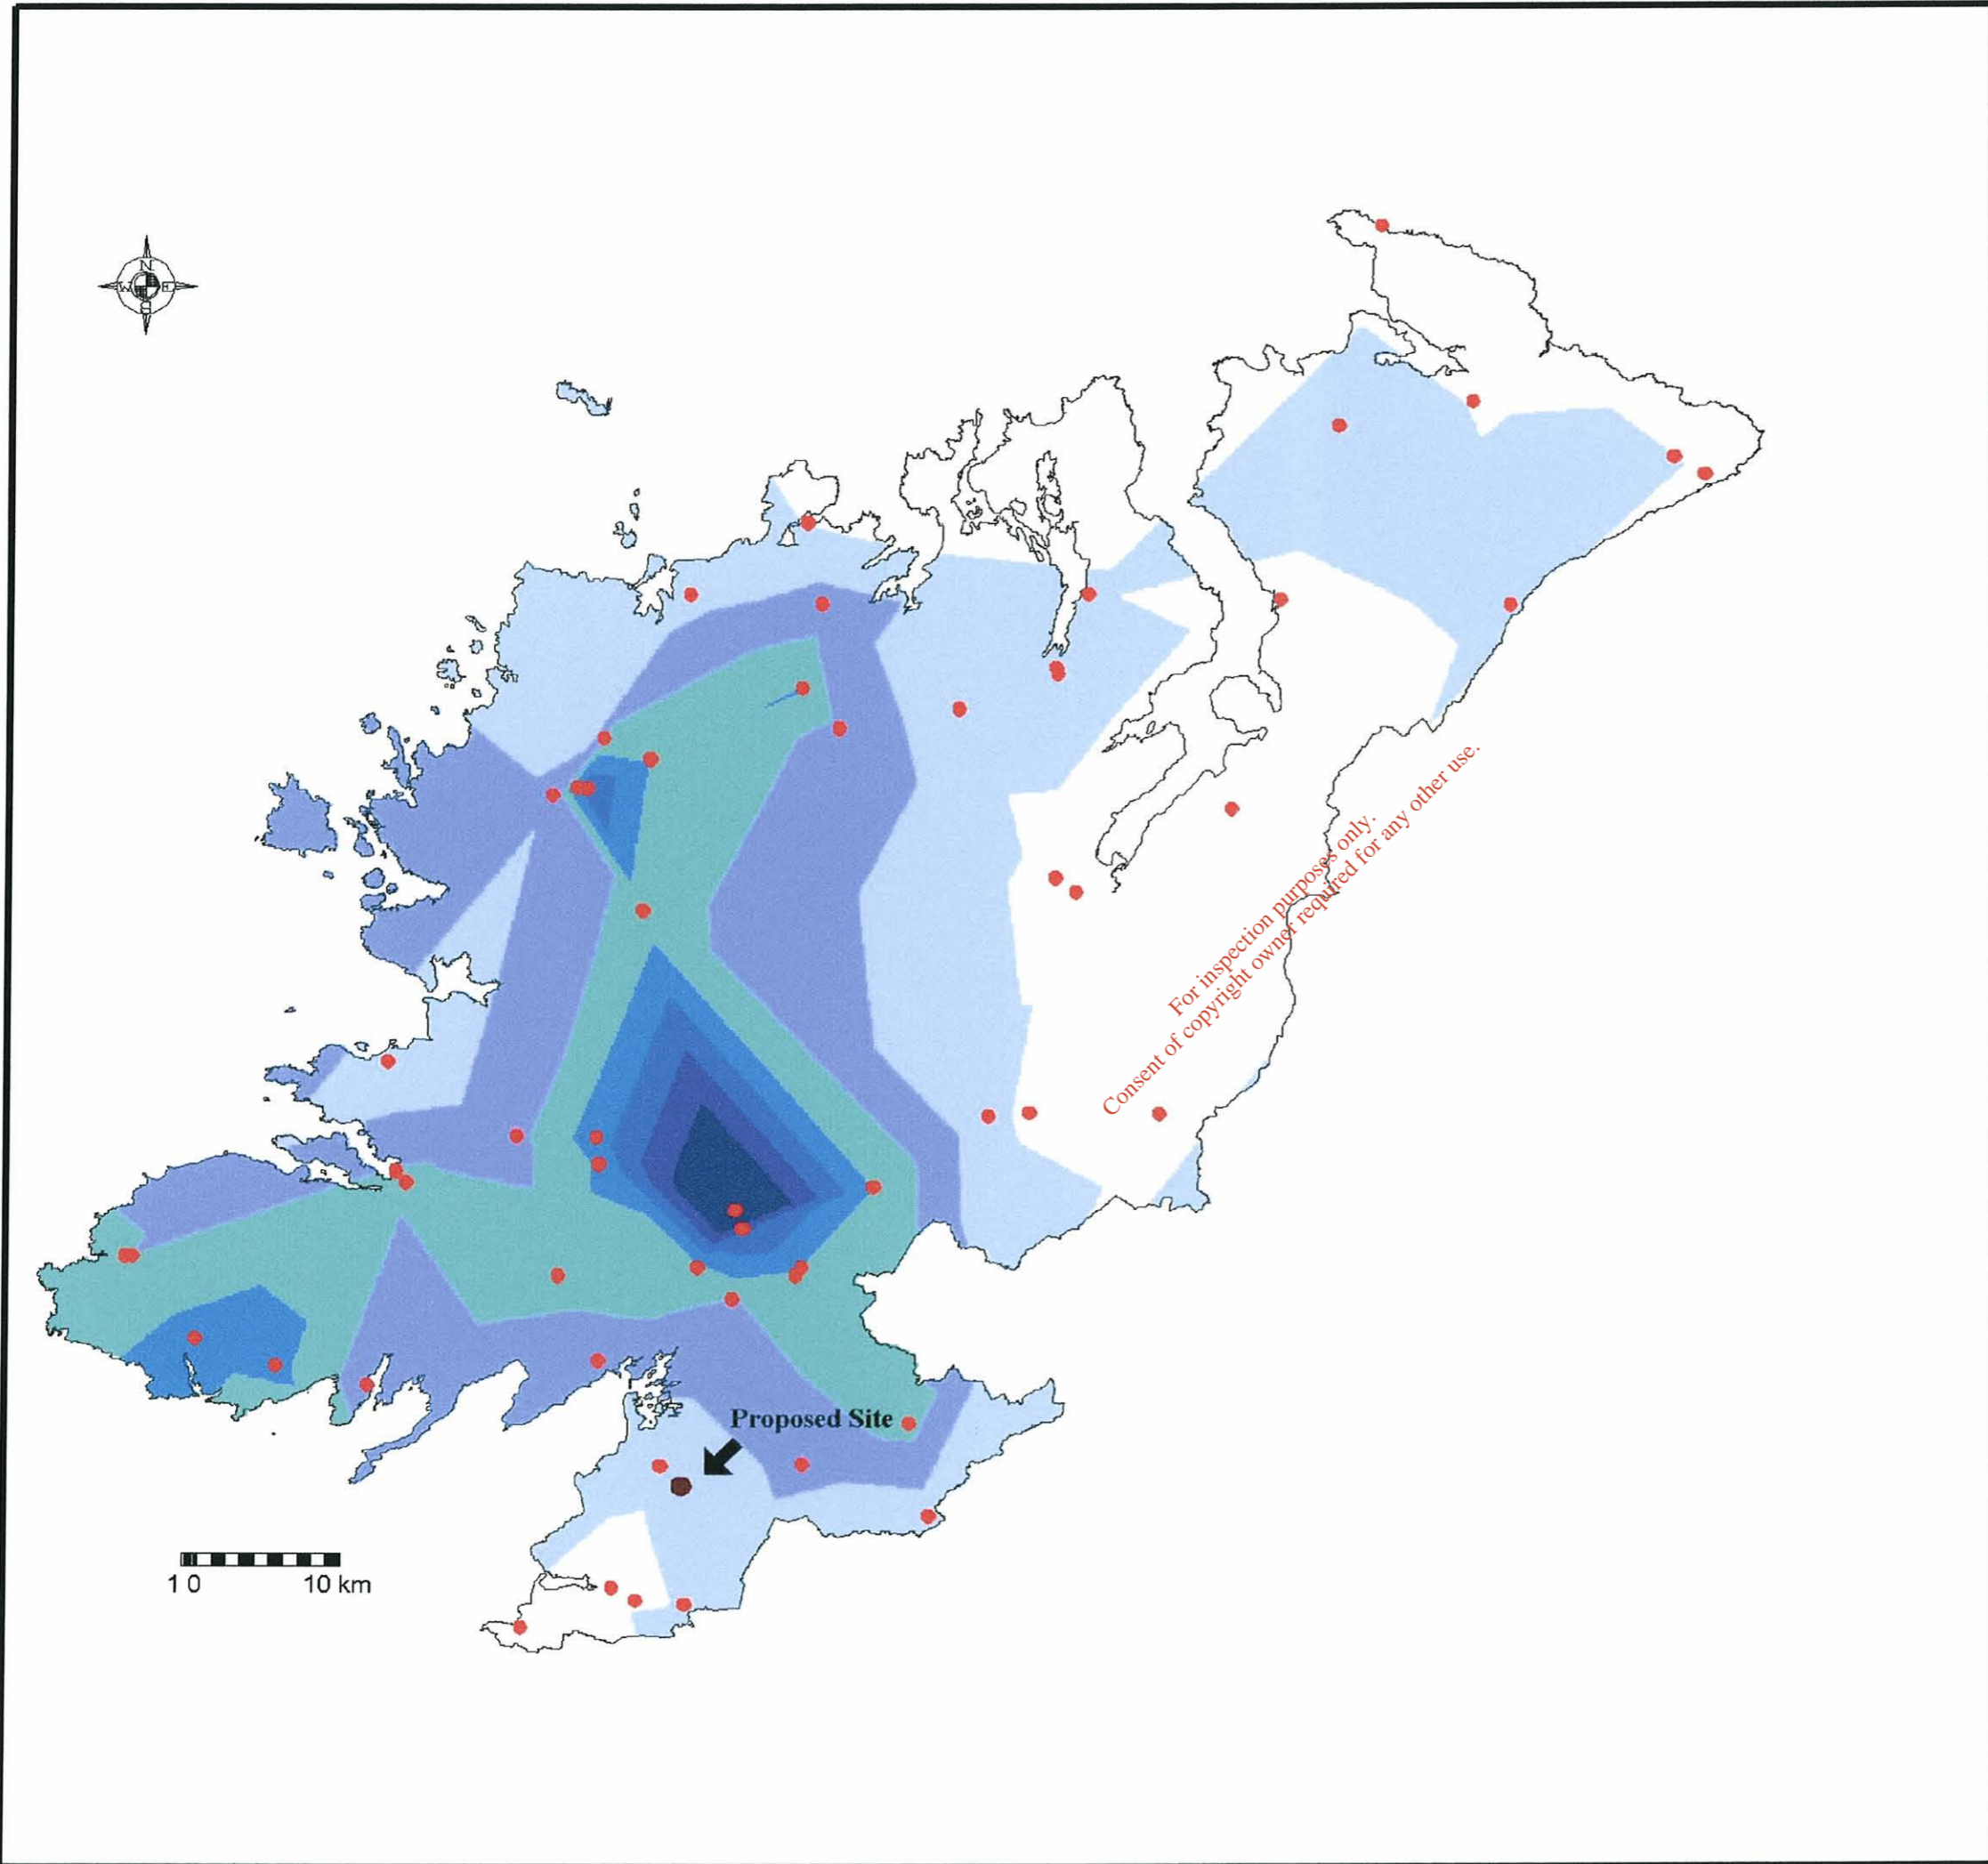 N
W E
S
For inspection purposes only.
Consent of copyright owner required for any other use.
Proposed Site
1 0 10 km